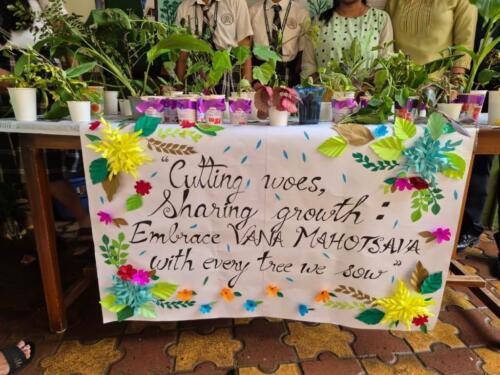 "Cutting woes,
Sharing growth:
Embrace VANA MAHOTSAVA
with every tree we sow"